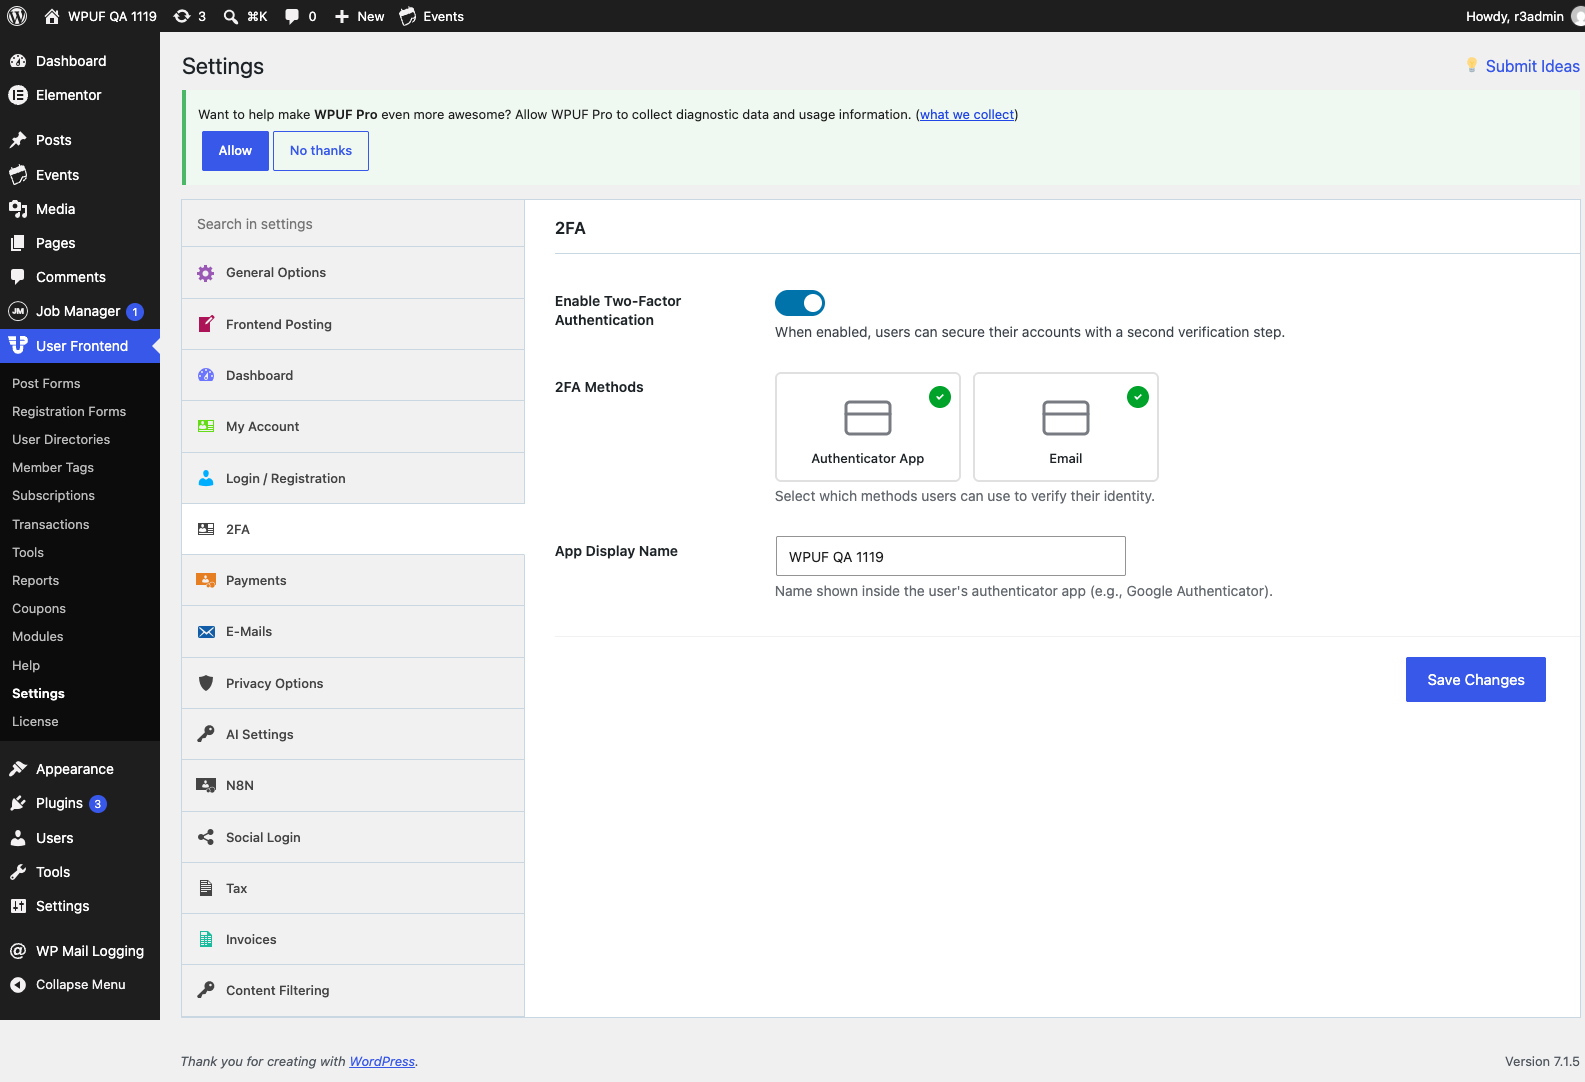 WPUF QA 1119
3
⌘K
0
New
Events
Howdy, r3admin
Dashboard
Elementor
Posts
Events
Media
Pages
Comments
JM
Job Manager 1
User Frontend
Post Forms
Registration Forms
User Directories
Member Tags
Subscriptions
Transactions
Tools
Reports
Coupons
Modules
Help
Settings
License
Appearance
Plugins 3
Users
Tools
Settings
WP Mail Logging
Collapse Menu
Settings
Submit Ideas
Want to help make WPUF Pro even more awesome? Allow WPUF Pro to collect diagnostic data and usage information. (what we collect)
Allow
No thanks
Search in settings
General Options
Frontend Posting
Dashboard
My Account
Login / Registration
2FA
Payments
E-Mails
Privacy Options
AI Settings
N8N
Social Login
Tax
Invoices
Content Filtering
2FA
Enable Two-Factor
Authentication
When enabled, users can secure their accounts with a second verification step.
2FA Methods
Authenticator App
Email
Select which methods users can use to verify their identity.
App Display Name
WPUF QA 1119
Name shown inside the user's authenticator app (e.g., Google Authenticator).
Save Changes
Thank you for creating with WordPress.
Version 7.1.5